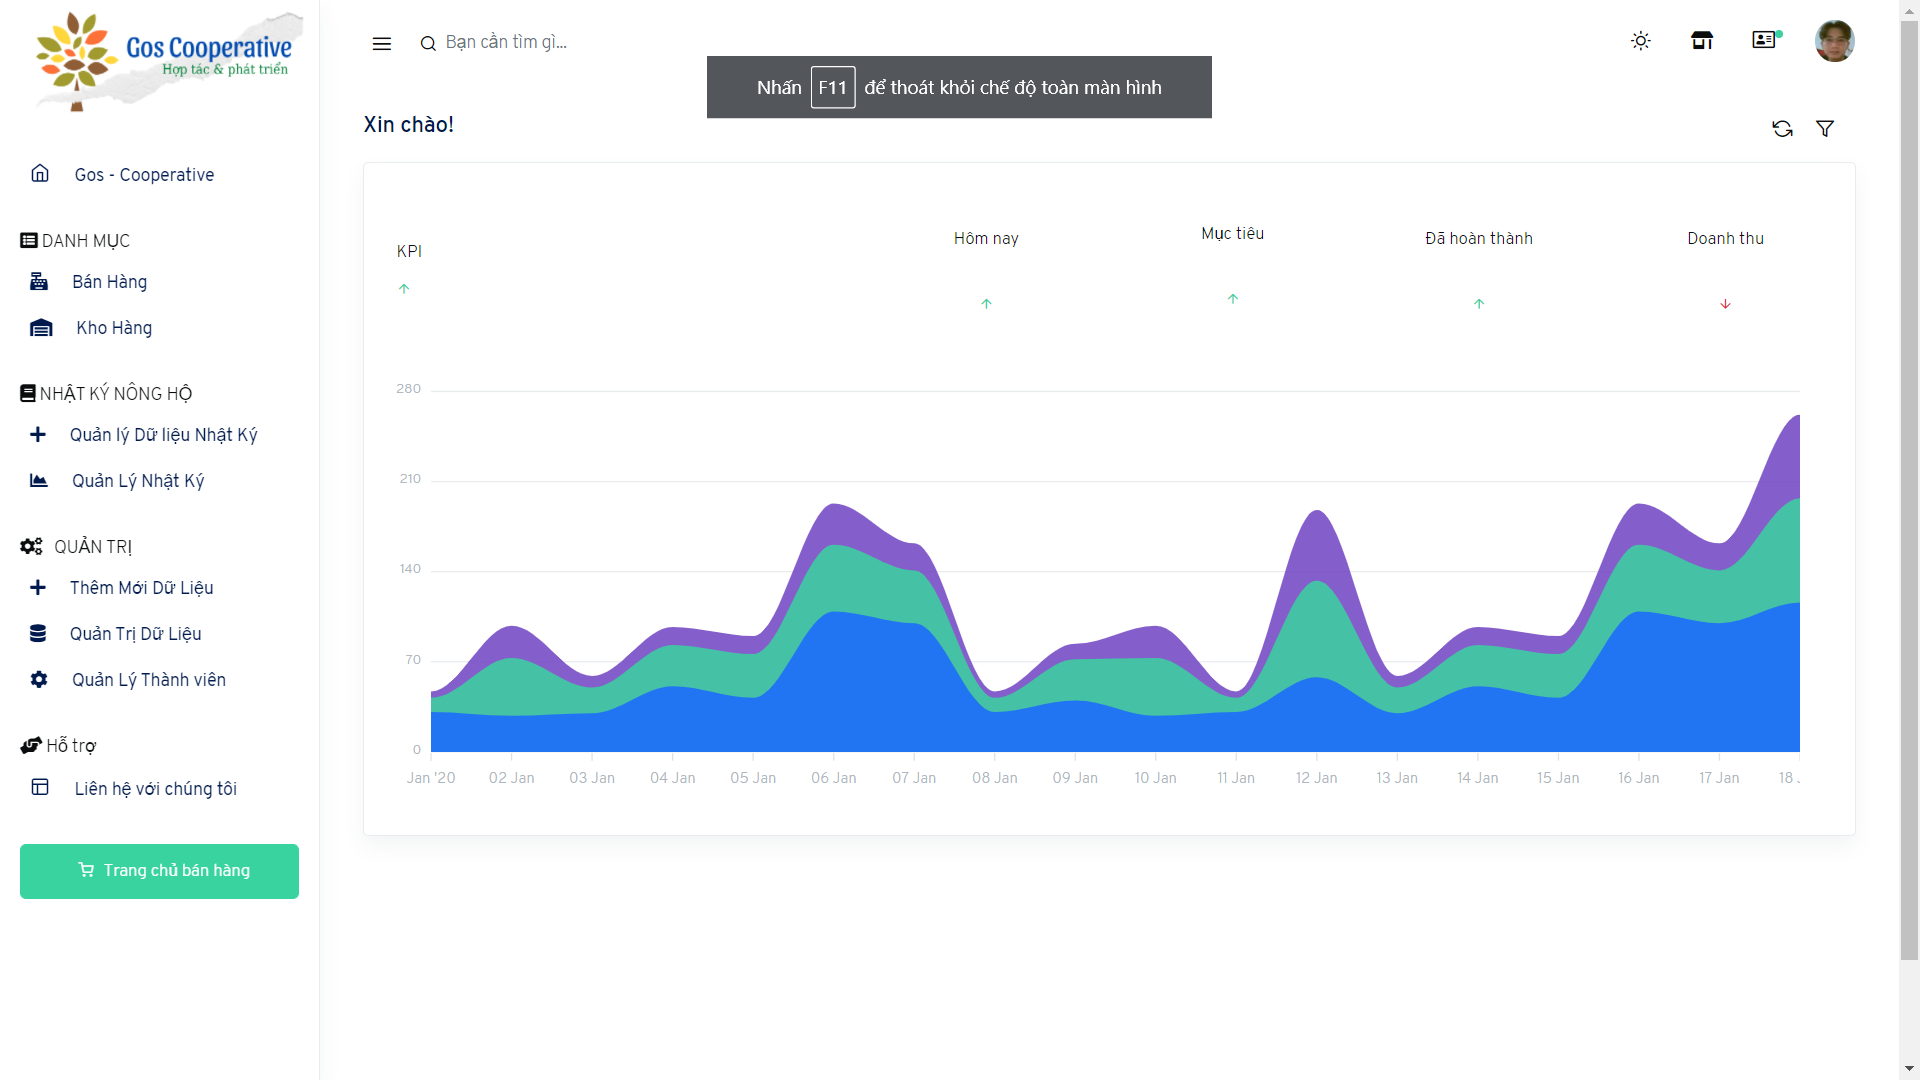 Gos Cooperative
Hợp tác & phát triển
Bạn cần tìm gì...
Nhấn F11 để thoát khỏi chế độ toàn màn hình
Xin chào!
Gos - Cooperative
DANH MỤC
Bán Hàng
Kho Hàng
NHẬT KÝ NÔNG HỘ
Quản lý Dữ liệu Nhật Ký
Quản Lý Nhật Ký
QUẢN TRỊ
Thêm Mới Dữ Liệu
Quản Trị Dữ Liệu
Quản Lý Thành viên
Hỗ trợ
Liên hệ với chúng tôi
Trang chủ bán hàng
KPI
Hôm nay
Mục tiêu
Đã hoàn thành
Doanh thu
280
210
140
70
0
Jan '20 02 Jan 03 Jan 04 Jan 05 Jan 06 Jan 07 Jan 08 Jan 09 Jan 10 Jan 11 Jan 12 Jan 13 Jan 14 Jan 15 Jan 16 Jan 17 Jan 18